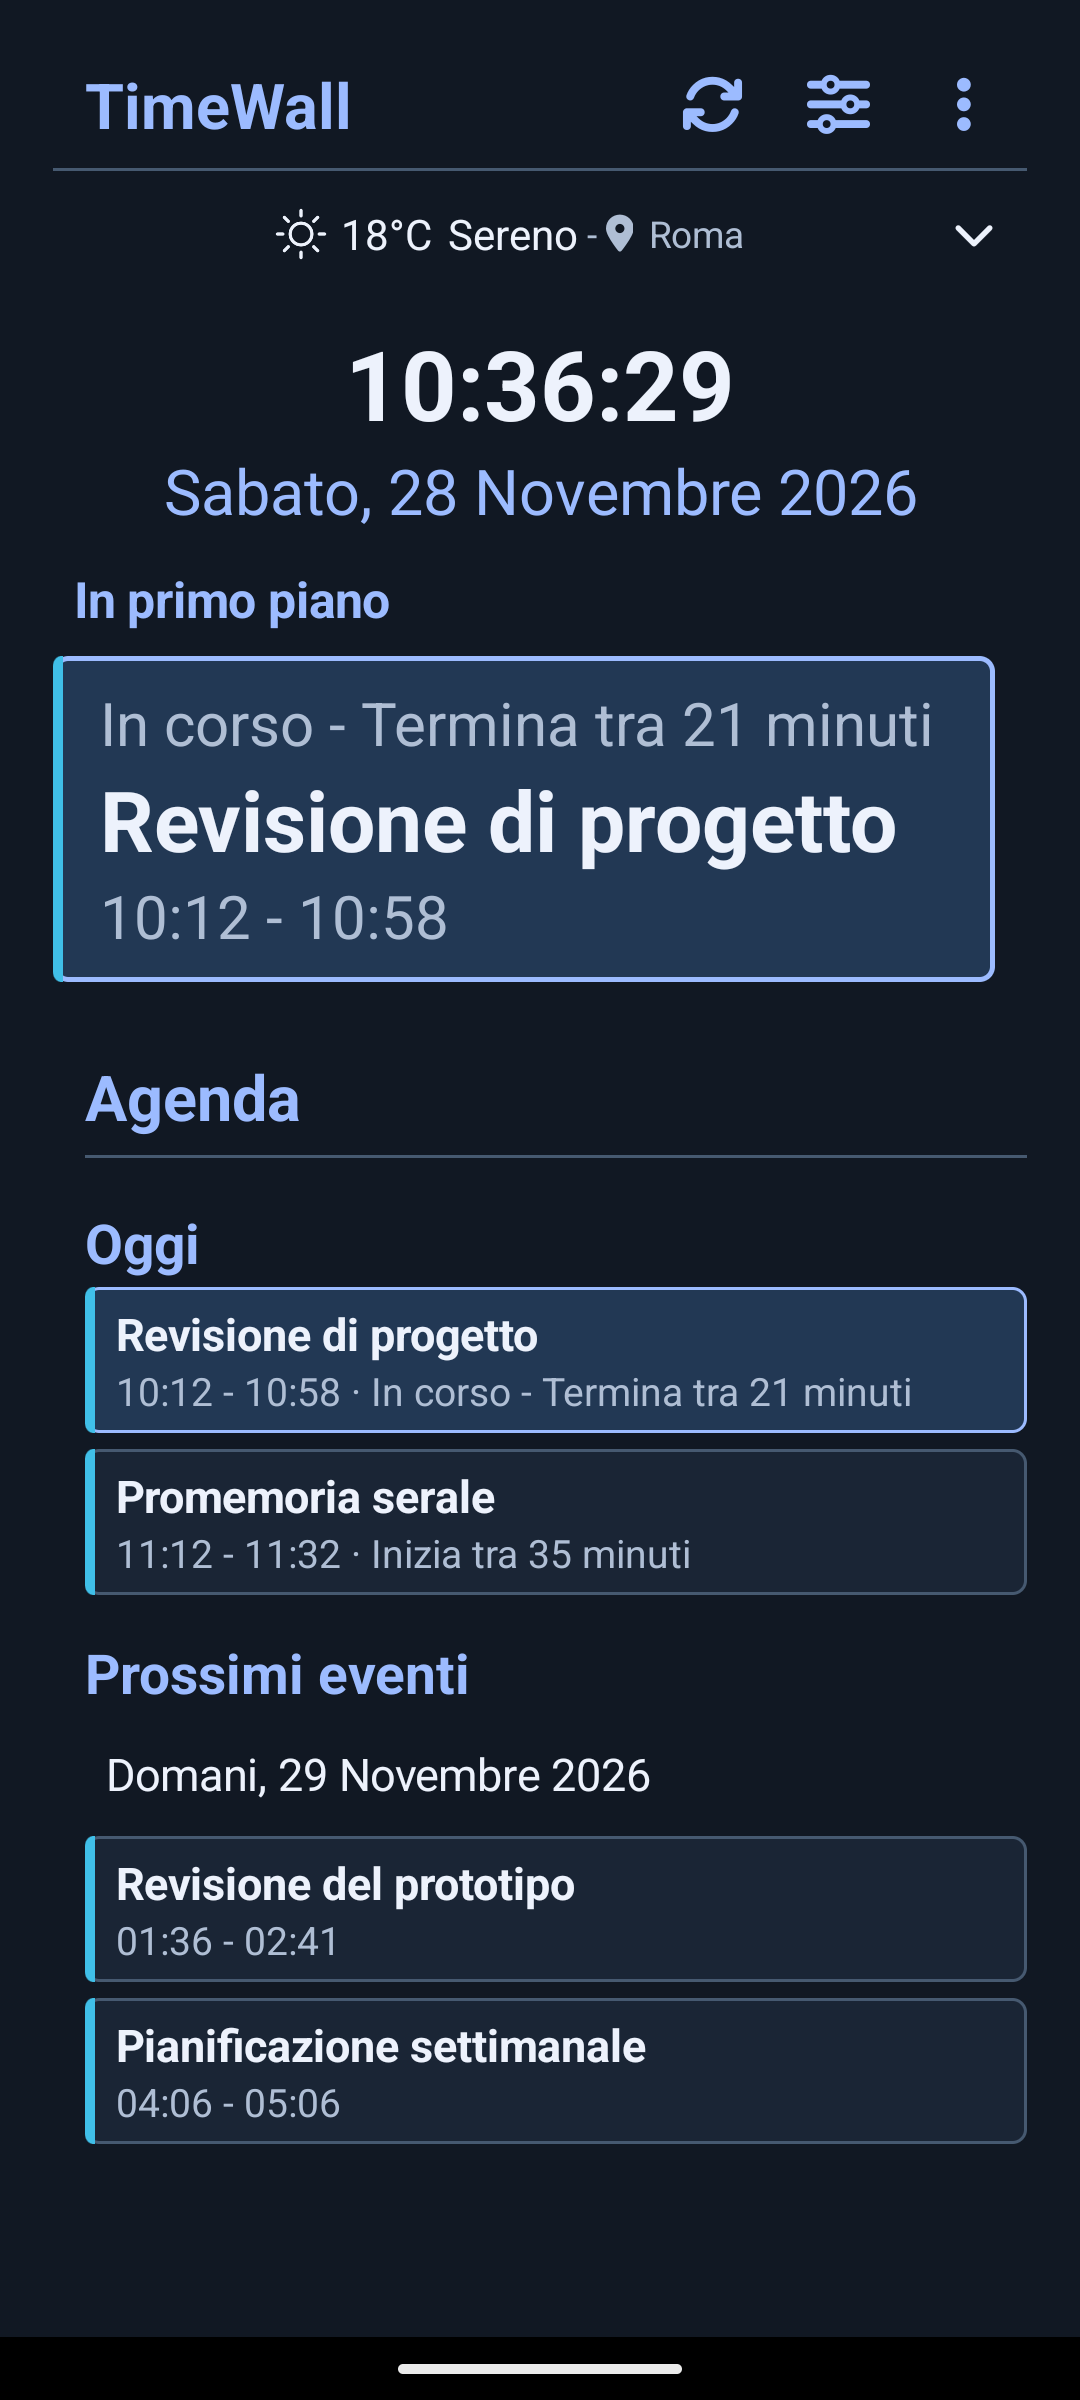 TimeWall
18°C Sereno - Roma
10:36:29
Sabato, 28 Novembre 2026
In primo piano
In corso - Termina tra 21 minuti
Revisione di progetto
10:12 - 10:58
Agenda
Oggi
Revisione di progetto
10:12 - 10:58 · In corso - Termina tra 21 minuti
Promemoria serale
11:12 - 11:32 · Inizia tra 35 minuti
Prossimi eventi
Domani, 29 Novembre 2026
Revisione del prototipo
01:36 - 02:41
Pianificazione settimanale
04:06 - 05:06